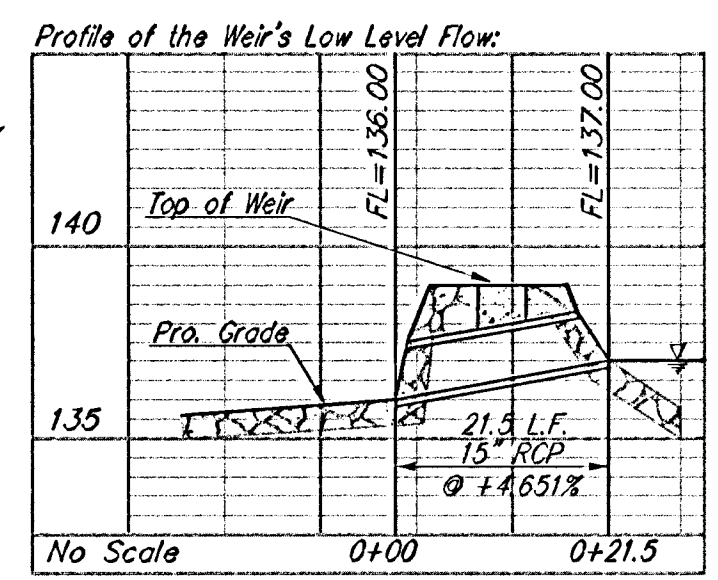 Profile of the Weir's Low Level Flow:
FL=136.00
FL=137.00
Top of Weir
140
Pro. Grade
135
21.5 L.F.
15" RCP
@ +4.651%
No Scale
0+00
0+21.5